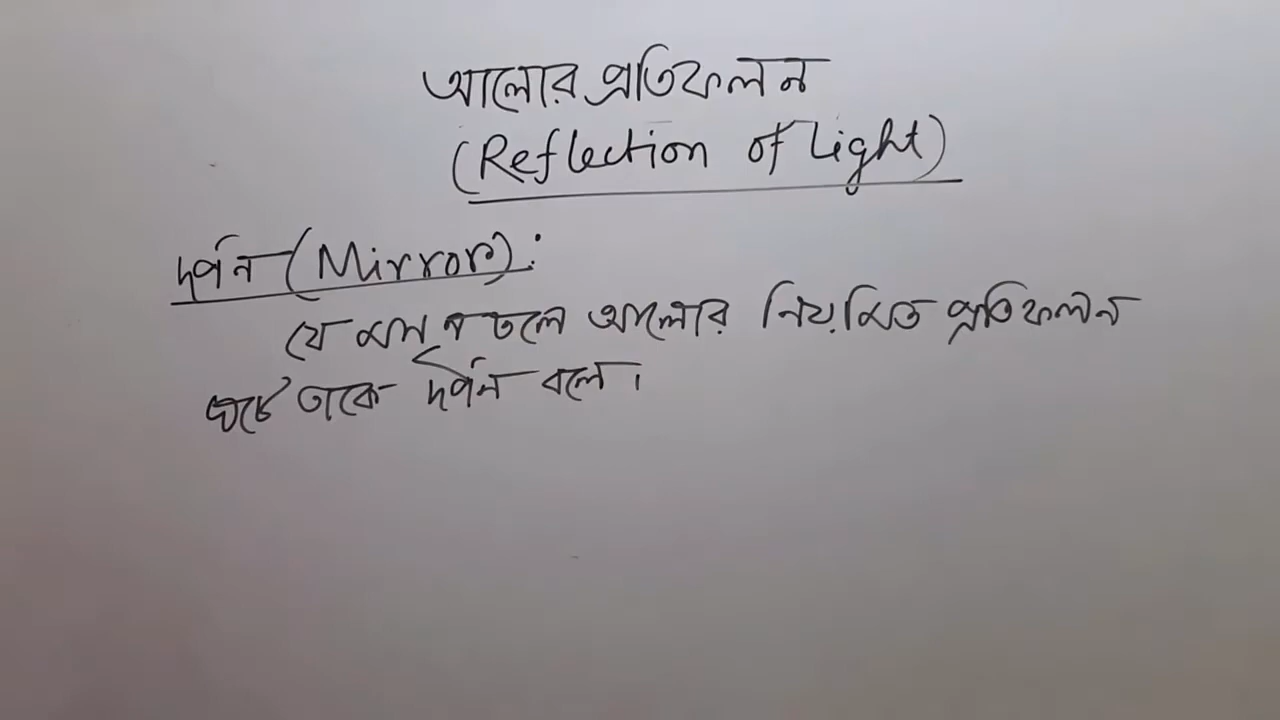 আলোর প্রতিফলন
(Reflection of Light)
দর্পন (Mirror) :
যে মসৃন তলে আলোর নিয়মিত প্রতিফলন
ঘটে তাকে দর্পন বলে।